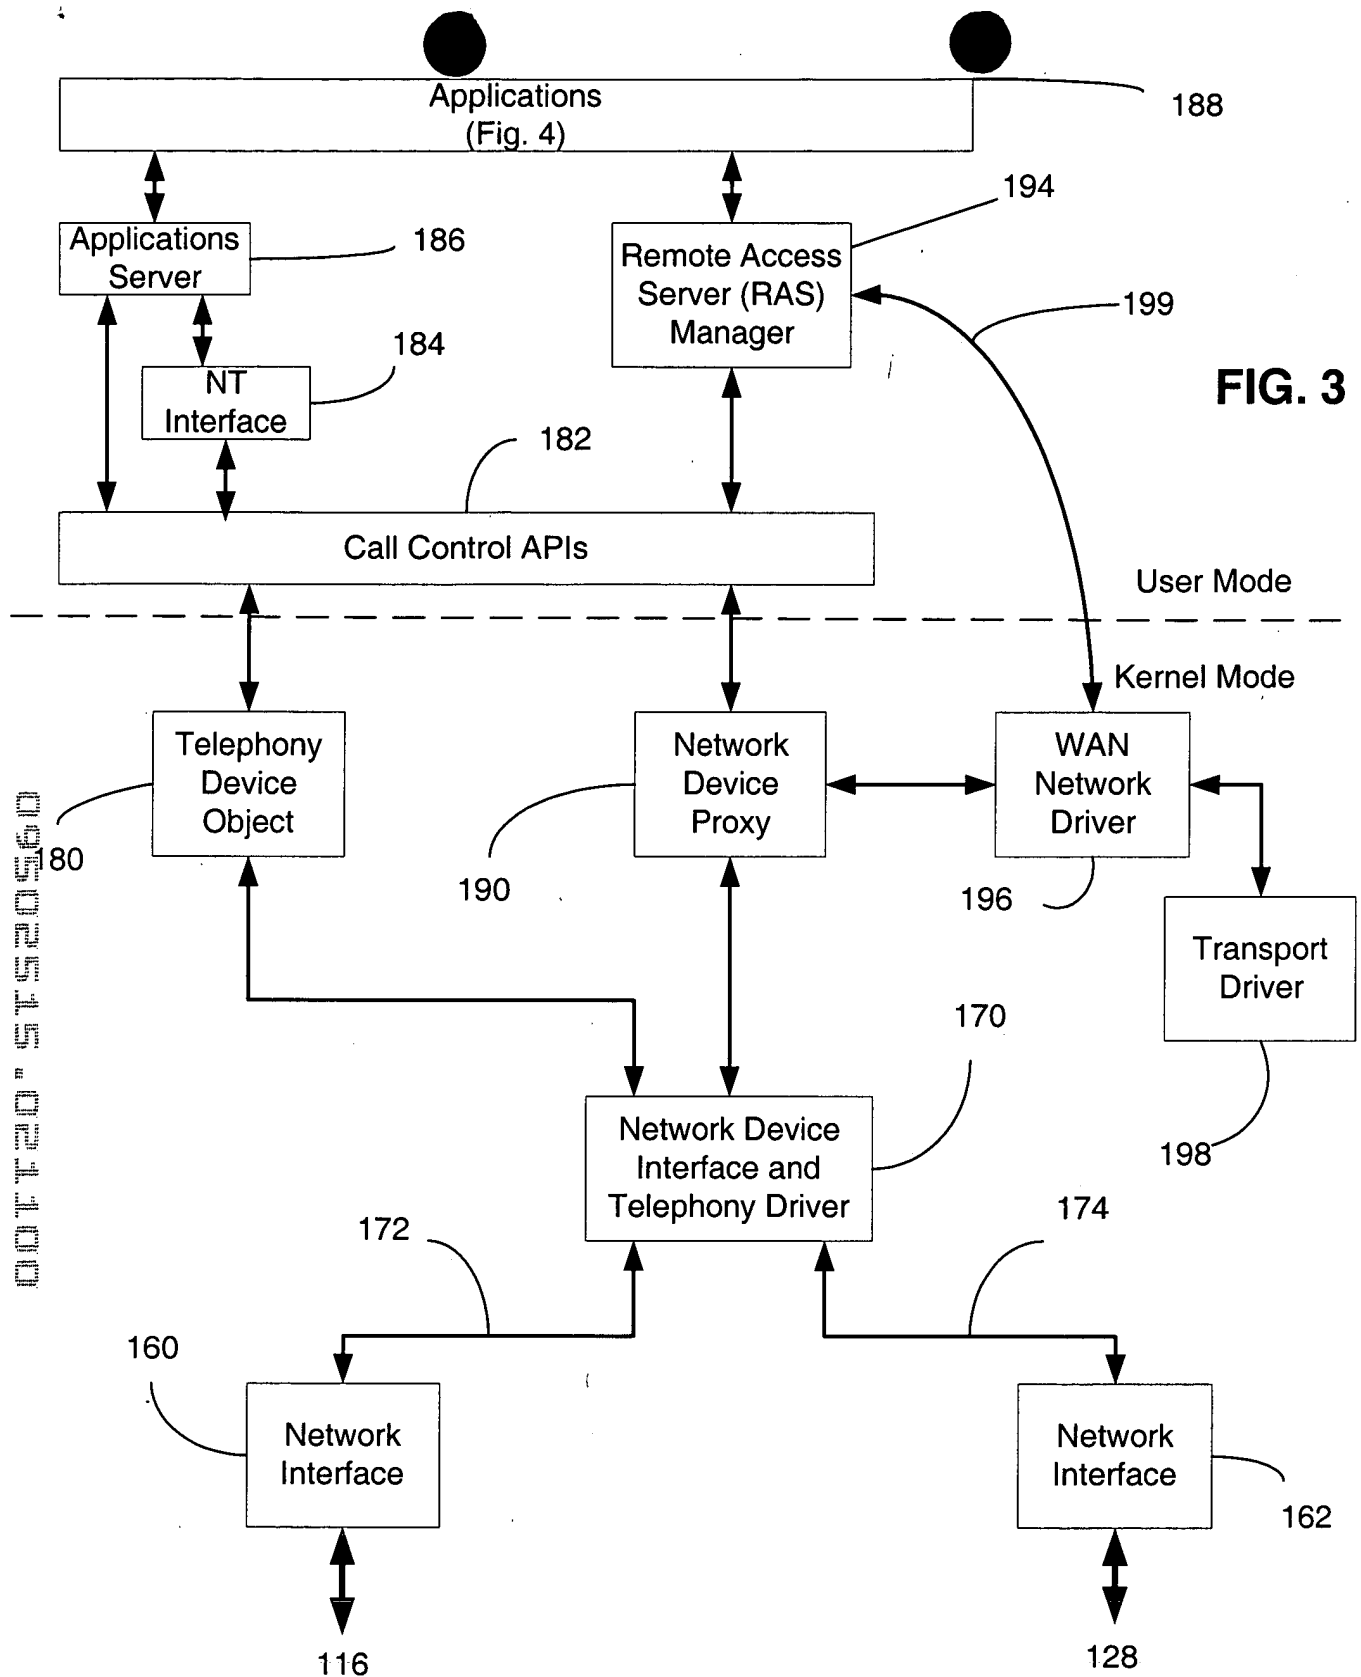 Applications
(Fig. 4)
188
194
Applications
Server
186
Remote Access
Server (RAS)
Manager
199
184
NT
Interface
FIG. 3
182
Call Control APIs
User Mode
Kernel Mode
Telephony
Device
Object
Network
Device
Proxy
WAN
Network
Driver
180
190
196
Transport
Driver
170
Network Device
Interface and
Telephony Driver
198
172
174
160
Network
Interface
Network
Interface
162
116
128
09502515.021100